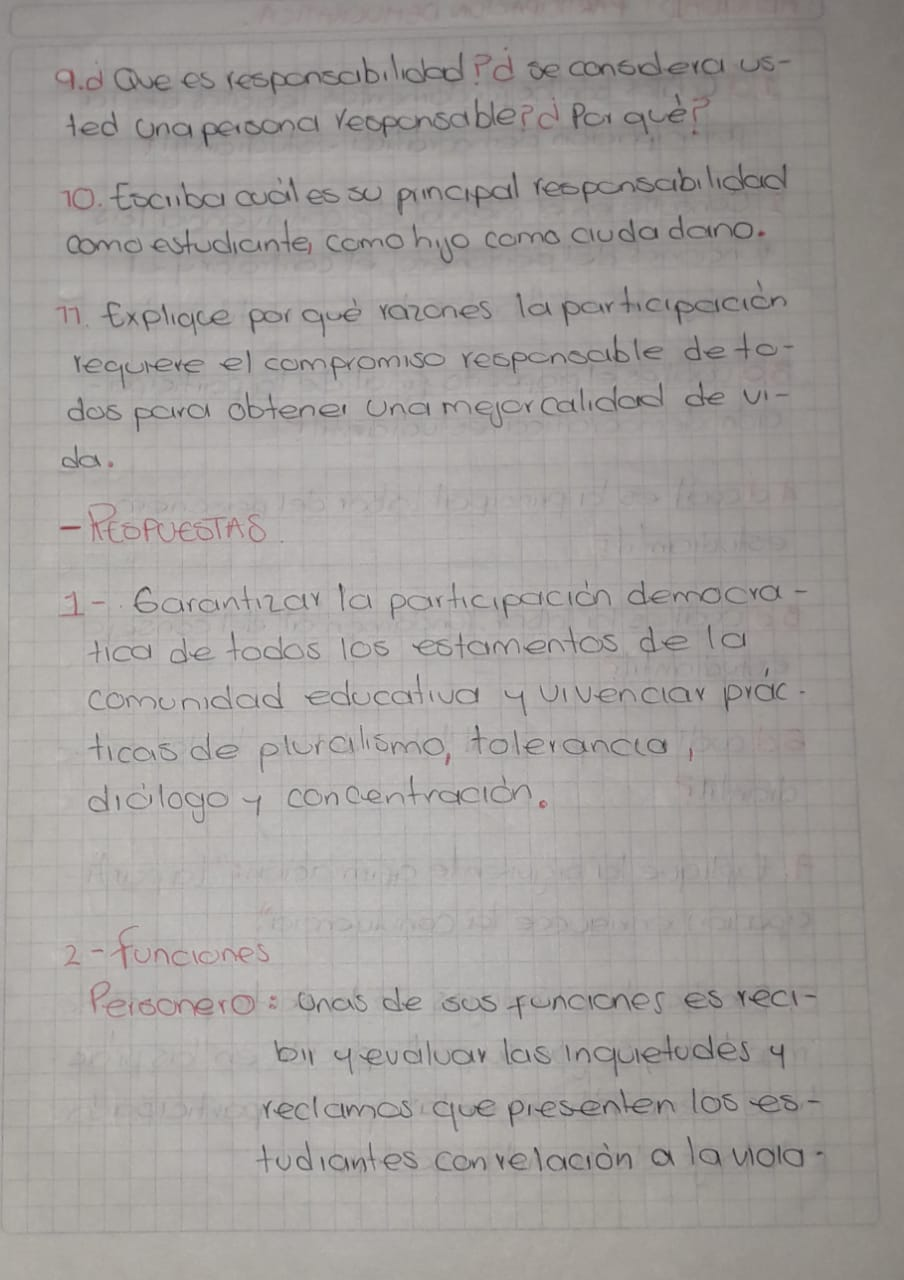 9.¿ Que es responsabilidad? ¿ se considera us-
ted una persona responsable? ¿ Por qué?
10. Escriba cuál es su principal responsabilidad
como estudiante, como hijo como ciudadano.
11. Explique por qué razones la participación
requiere el compromiso responsable de to-
dos para obtener una mejor calidad de vi-
da.
- RESPUESTAS.
1-. Garantizar la participación democra-
tica de todos los estamentos de la
comunidad educativa y vivenciar prác-
ticas de pluralismo, tolerancia,
diálogo y concentración.
2- funciones
Personero: unas de sus funciones es reci-
bir y evaluar las inquietudes y
reclamos que presenten los es-
tudiantes con relación a la viola-